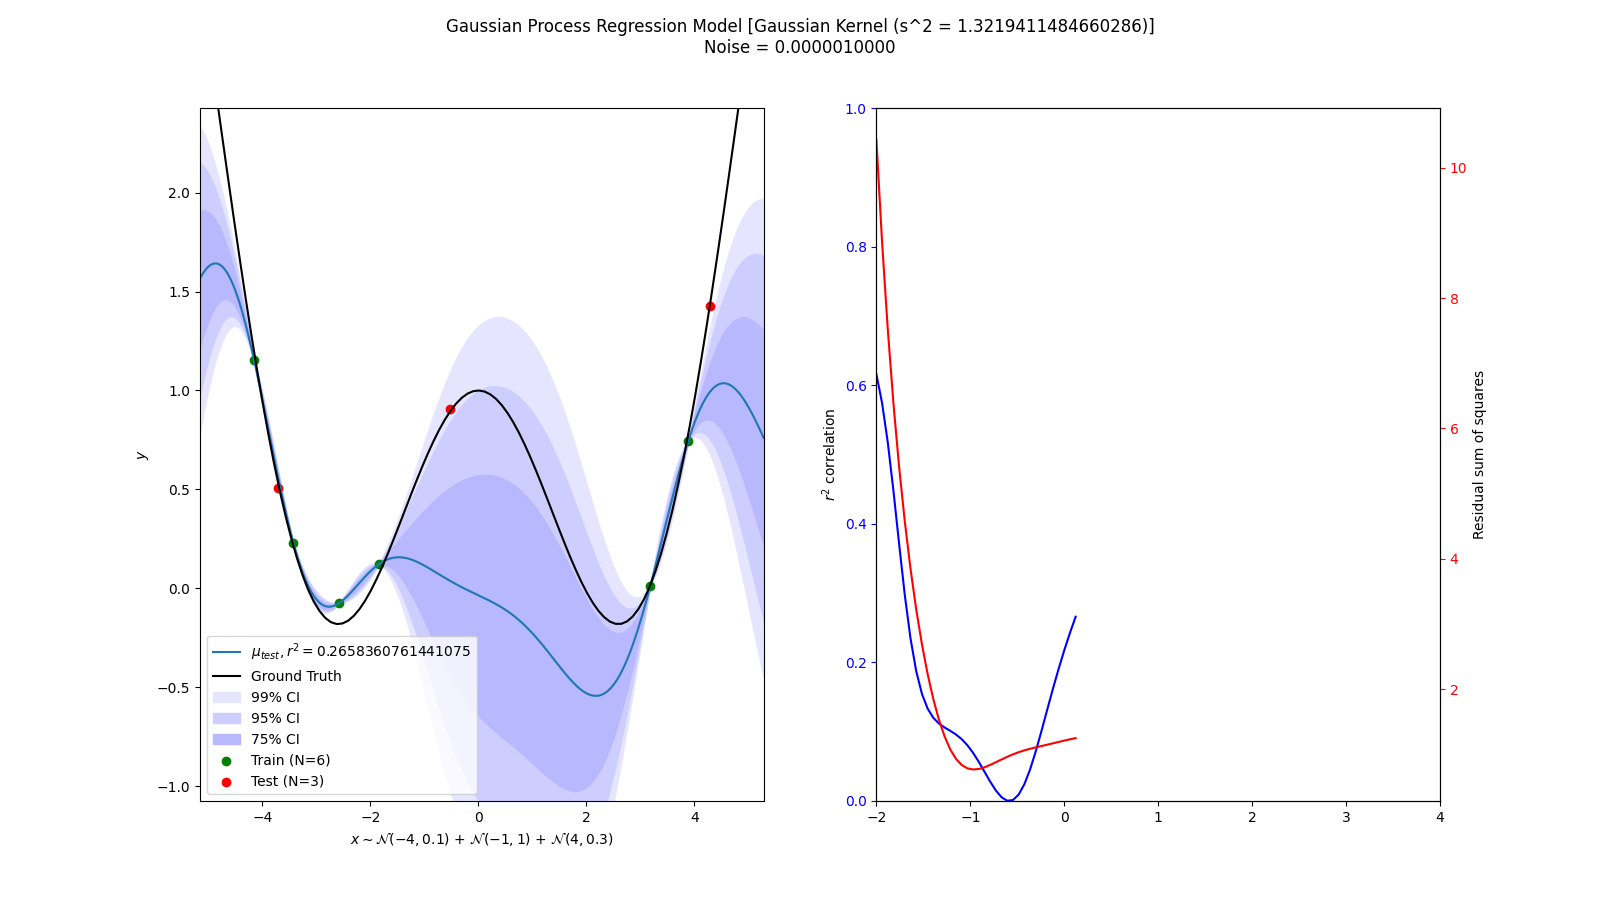 Gaussian Process Regression Model [Gaussian Kernel (s^2 = 1.3219411484660286)]
Noise = 0.0000010000
2.0
1.5
1.0
0.5
0.0
−0.5
−1.0
y
−4
−2
0
2
4
x ∼ 𝒩(−4, 0.1) + 𝒩(−1, 1) + 𝒩(4, 0.3)
μ_test, r² = 0.2658360761441075
Ground Truth
99% CI
95% CI
75% CI
Train (N=6)
Test (N=3)
1.0
0.8
0.6
0.4
0.2
0.0
r² correlation
−2
−1
0
1
2
3
4
10
8
6
4
2
Residual sum of squares